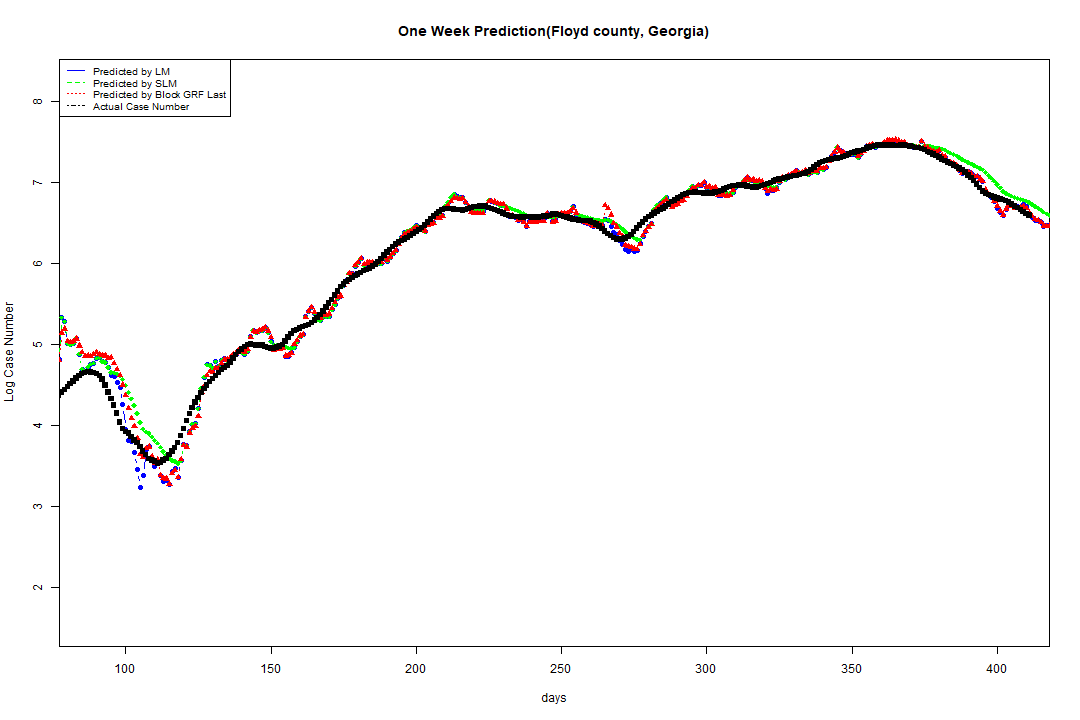 One Week Prediction(Floyd county, Georgia)
Predicted by LM
Predicted by SLM
Predicted by Block GRF Last
Actual Case Number
8
7
6
5
4
3
2
Log Case Number
100 150 200 250 300 350 400
days